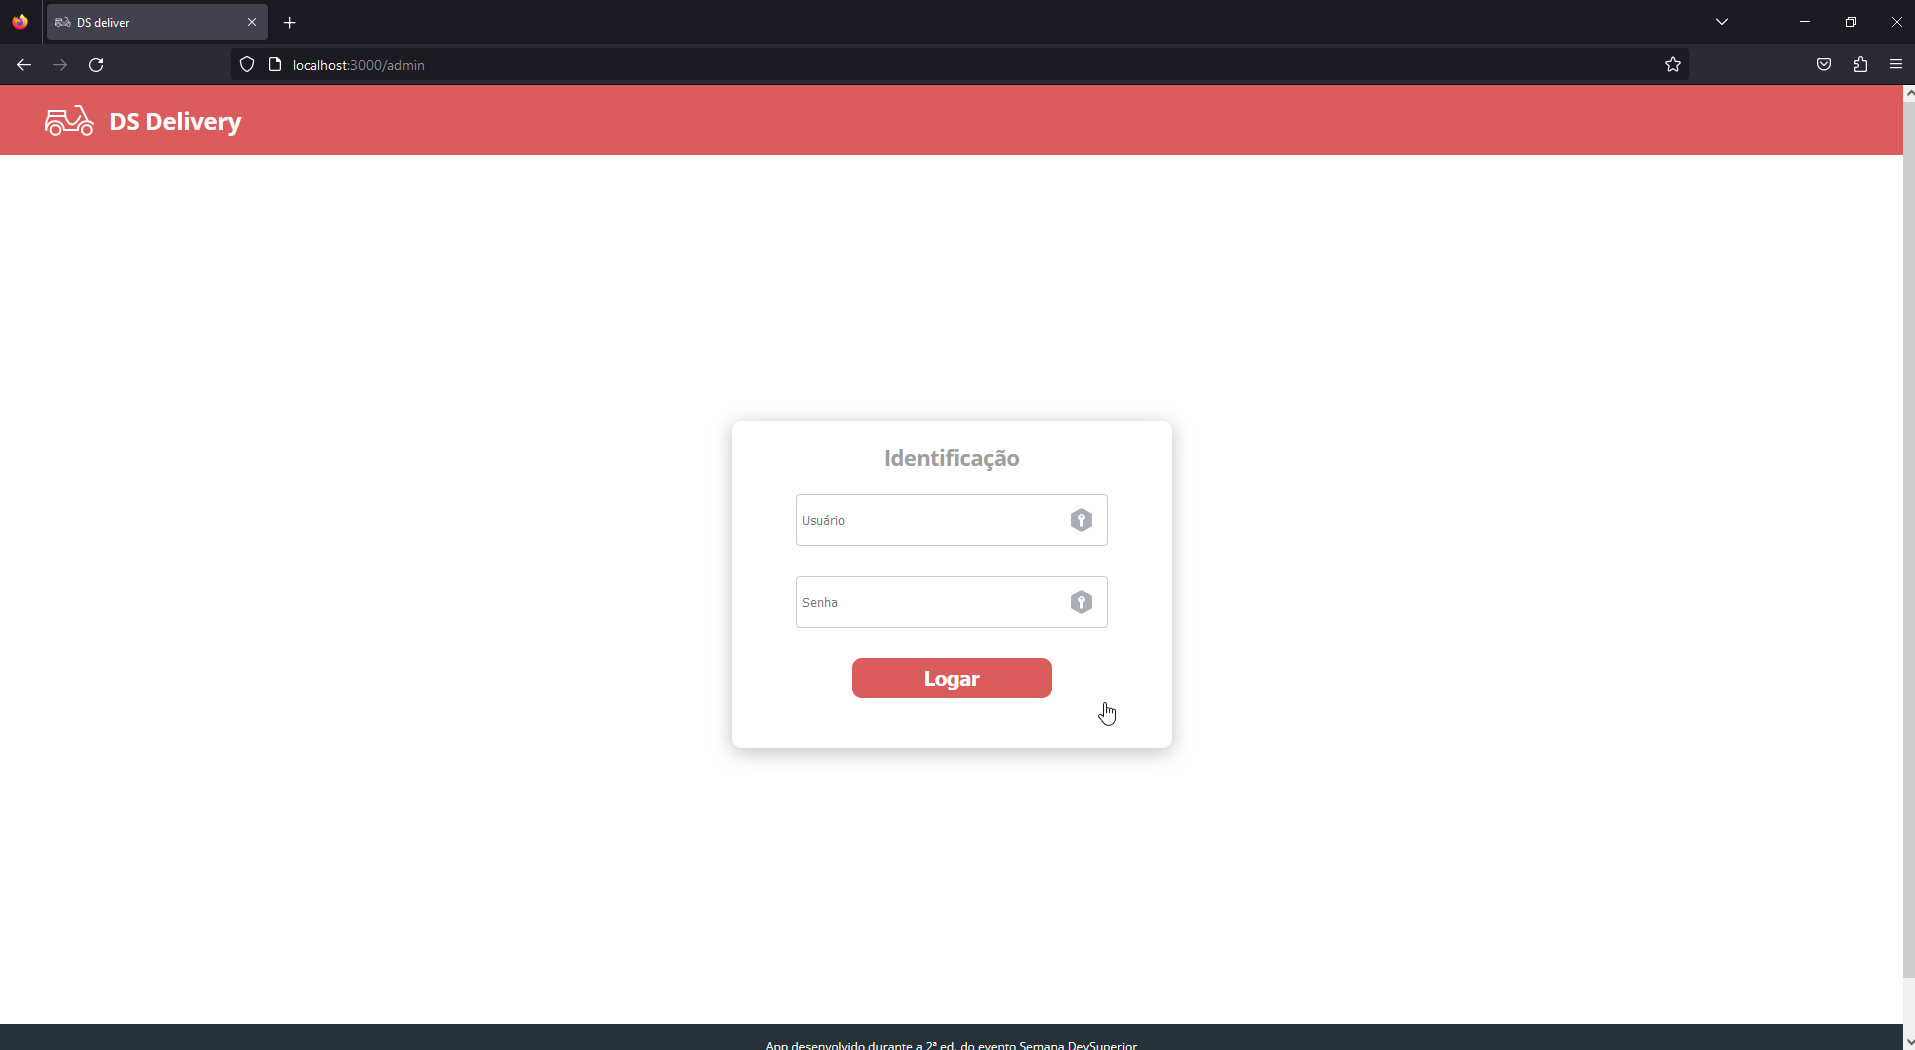 DS deliver
localhost:3000/admin
DS Delivery
Identificação
Usuário
Senha
Logar
App desenvolvido durante a 2ª ed. do evento Semana DevSuperior